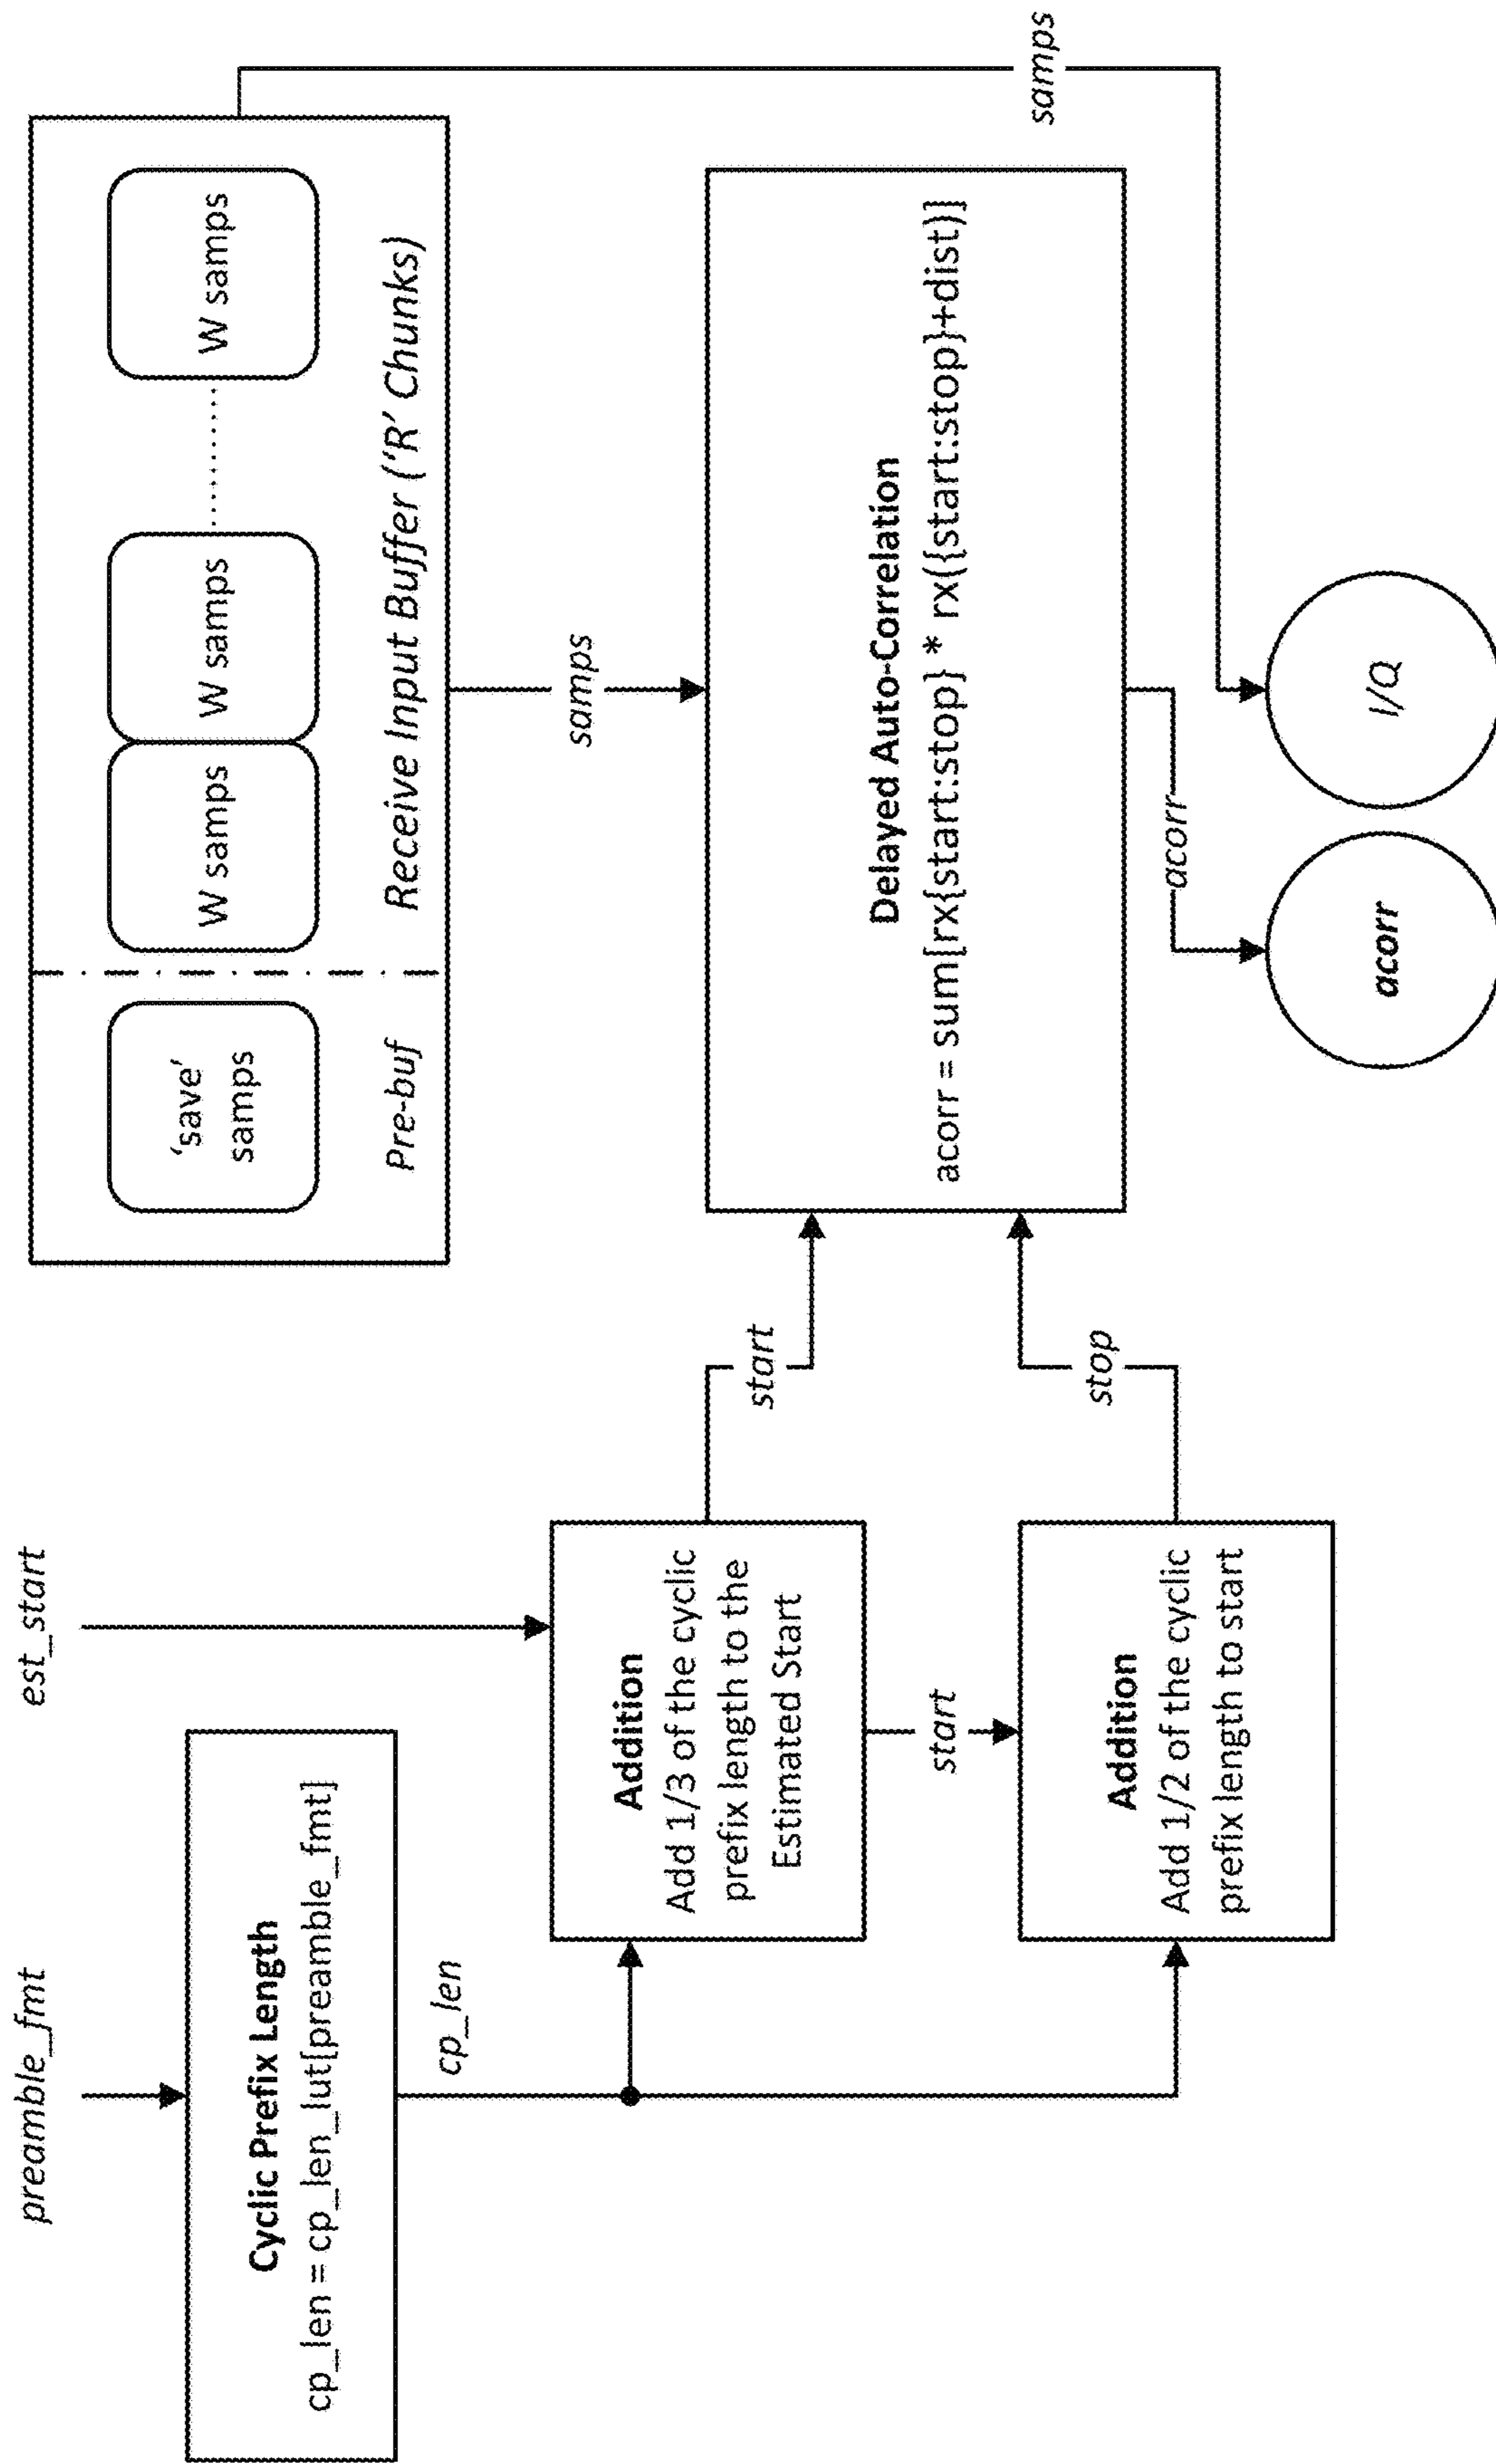 preamble_fmt
est_start
Cyclic Prefix Length
cp_len = cp_len_lut[preamble_fmt]
cp_len
Addition
Add 1/3 of the cyclic
prefix length to the
Estimated Start
start
Addition
Add 1/2 of the cyclic
prefix length to start
start
stop
‘save’
samps
Pre-buf
W samps
W samps
.........
W samps
Receive Input Buffer (‘R’ Chunks)
samps
Delayed Auto-Correlation
acorr = sum[rx{start:stop} * rx({start:stop}+dist)]
acorr
samps
acorr
I/Q